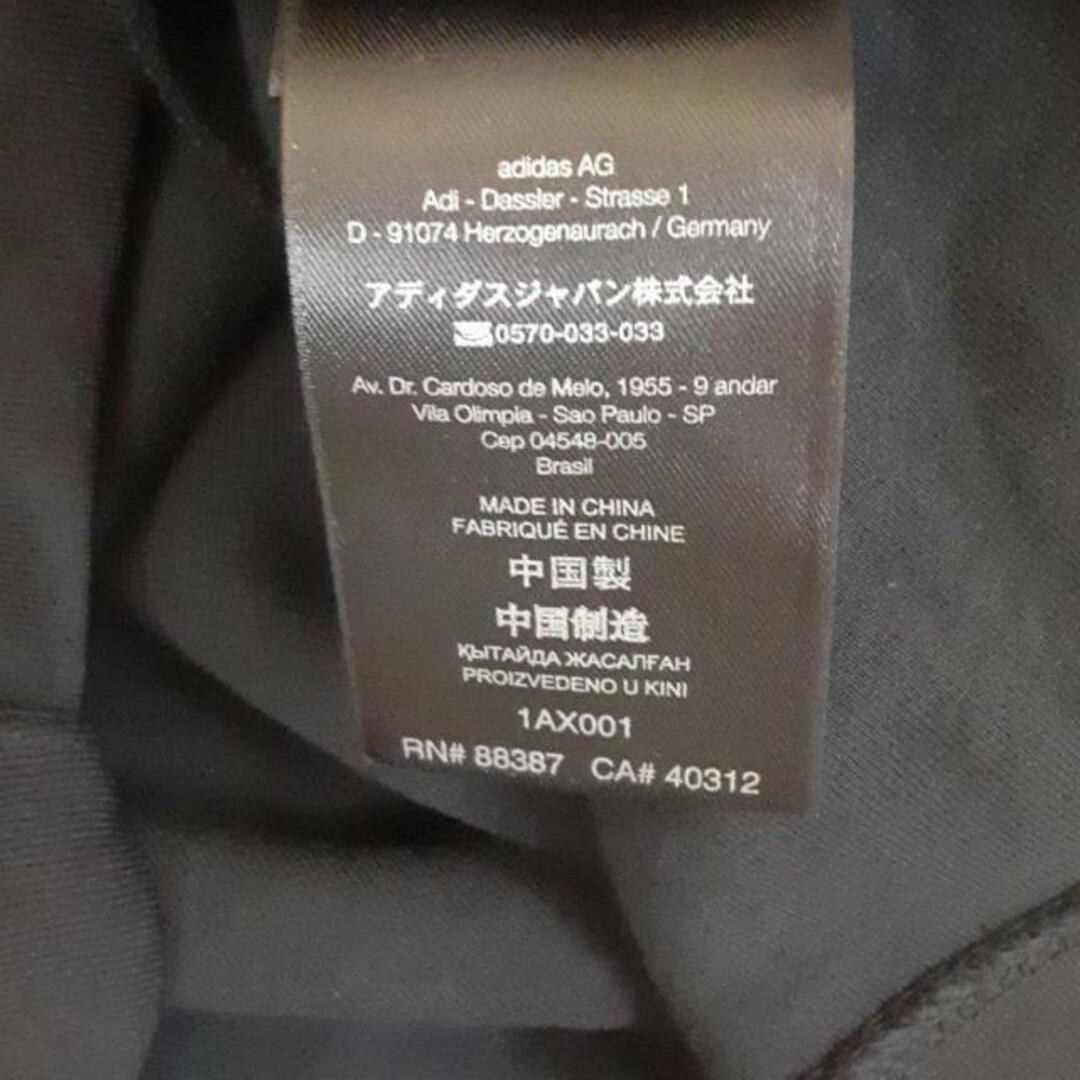 adidas AG
Adi - Dassler - Strasse 1
D - 91074 Herzogenaurach / Germany
アディダスジャパン株式会社
0570-033-033
Av. Dr. Cardoso de Melo, 1955 - 9 andar
Vila Olimpia - Sao Paulo - SP
Cep 04548-005
Brasil
MADE IN CHINA
FABRIQUÉ EN CHINE
中国製
中国制造
ҚЫТАЙДА ЖАСАЛҒАН
PROIZVEDENO U KINI
1AX001
RN# 88387 CA# 40312